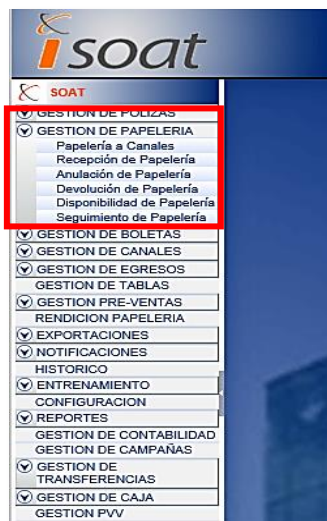 isoat
SOAT
GESTION DE POLIZAS
GESTION DE PAPELERIA
Papelería a Canales
Recepción de Papelería
Anulación de Papelería
Devolución de Papelería
Disponibilidad de Papelería
Seguimiento de Papelería
GESTION DE BOLETAS
GESTION DE CANALES
GESTION DE EGRESOS
GESTION DE TABLAS
GESTION PRE-VENTAS
RENDICION PAPELERIA
EXPORTACIONES
NOTIFICACIONES
HISTORICO
ENTRENAMIENTO
CONFIGURACION
REPORTES
GESTION DE CONTABILIDAD
GESTION DE CAMPAÑAS
GESTION DE
TRANSFERENCIAS
GESTION DE CAJA
GESTION PVV